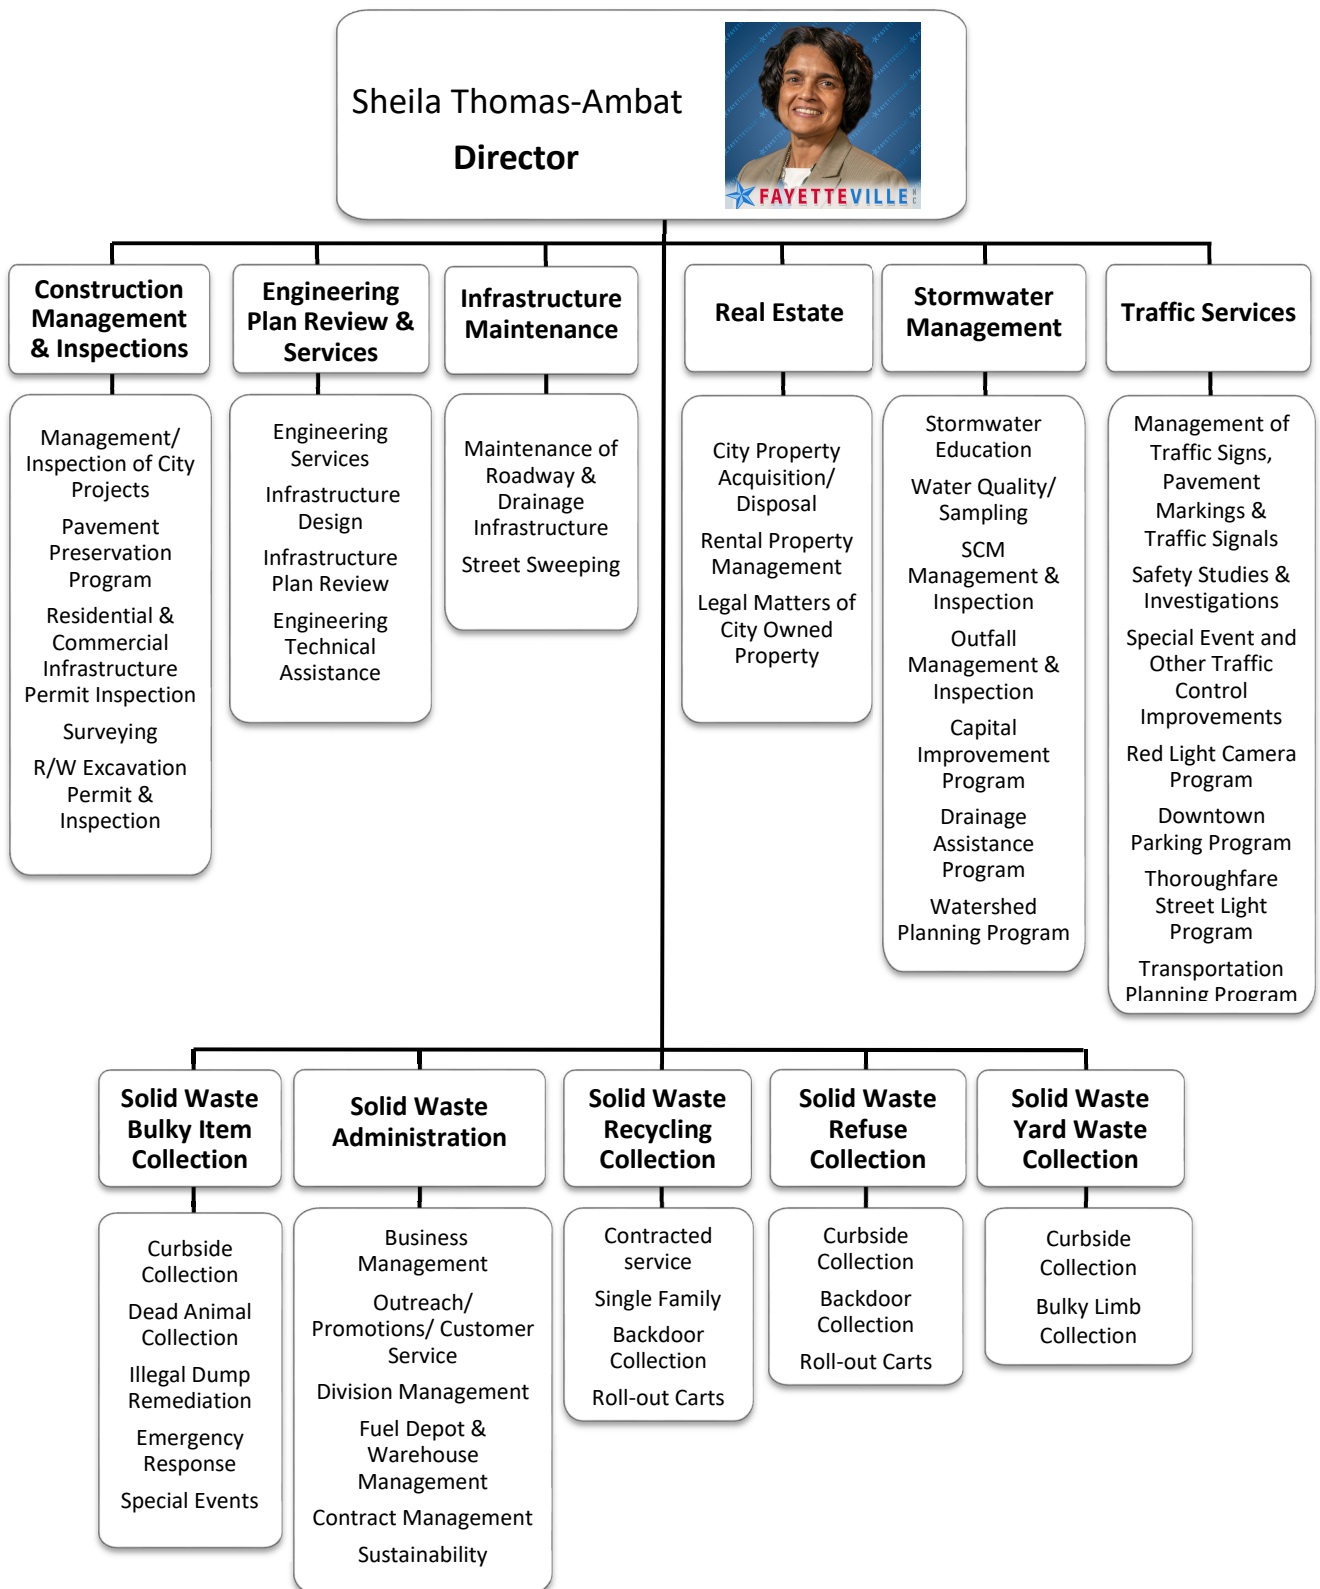 Sheila Thomas-Ambat
Director
FAYETTEVILLE
NC
Construction
Management
& Inspections
Engineering
Plan Review &
Services
Infrastructure
Maintenance
Real Estate
Stormwater
Management
Traffic Services
Management/
Inspection of City
Projects
Pavement
Preservation
Program
Residential &
Commercial
Infrastructure
Permit Inspection
Surveying
R/W Excavation
Permit &
Inspection
Engineering
Services
Infrastructure
Design
Infrastructure
Plan Review
Engineering
Technical
Assistance
Maintenance of
Roadway &
Drainage
Infrastructure
Street Sweeping
City Property
Acquisition/
Disposal
Rental Property
Management
Legal Matters of
City Owned
Property
Stormwater
Education
Water Quality/
Sampling
SCM
Management &
Inspection
Outfall
Management &
Inspection
Capital
Improvement
Program
Drainage
Assistance
Program
Watershed
Planning Program
Management of
Traffic Signs,
Pavement
Markings &
Traffic Signals
Safety Studies &
Investigations
Special Event and
Other Traffic
Control
Improvements
Red Light Camera
Program
Downtown
Parking Program
Thoroughfare
Street Light
Program
Transportation
Planning Program
Solid Waste
Bulky Item
Collection
Solid Waste
Administration
Solid Waste
Recycling
Collection
Solid Waste
Refuse
Collection
Solid Waste
Yard Waste
Collection
Curbside
Collection
Dead Animal
Collection
Illegal Dump
Remediation
Emergency
Response
Special Events
Business
Management
Outreach/
Promotions/ Customer
Service
Division Management
Fuel Depot &
Warehouse
Management
Contract Management
Sustainability
Contracted
service
Single Family
Backdoor
Collection
Roll-out Carts
Curbside
Collection
Backdoor
Collection
Roll-out Carts
Curbside
Collection
Bulky Limb
Collection